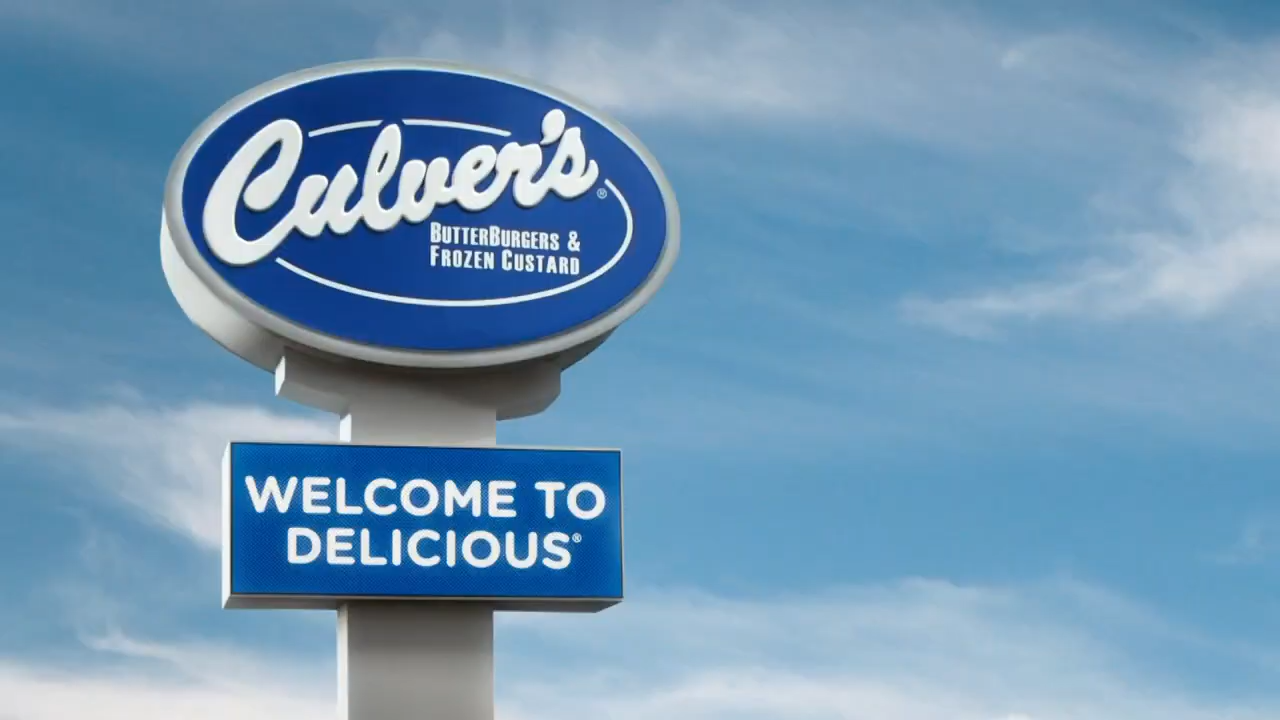 Culver's®
ButterBurgers &
Frozen Custard
WELCOME TO
DELICIOUS®